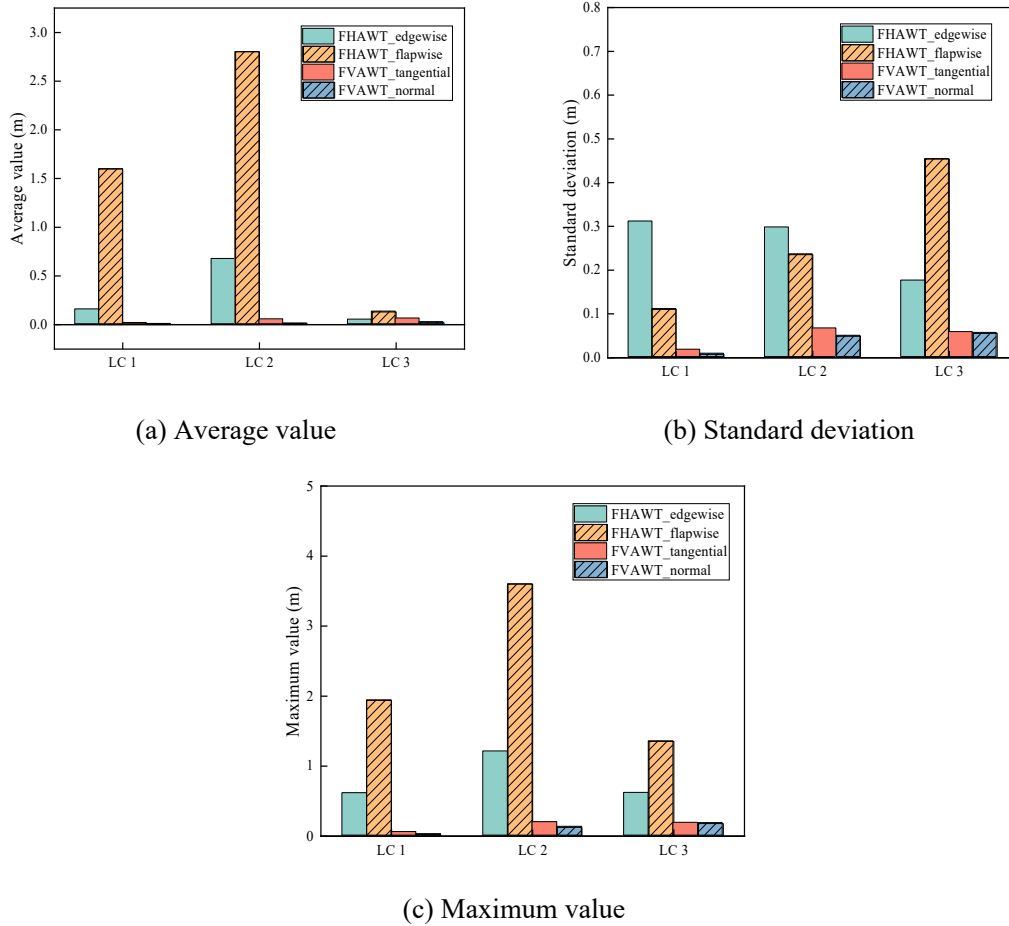 3.0
2.5
2.0
1.5
1.0
0.5
0.0
Average value (m)
FHAWT_edgewise
FHAWT_flapwise
FVAWT_tangential
FVAWT_normal
LC 1 LC 2 LC 3
(a) Average value
0.8
0.7
0.6
0.5
0.4
0.3
0.2
0.1
0.0
Standard deviation (m)
FHAWT_edgewise
FHAWT_flapwise
FVAWT_tangential
FVAWT_normal
LC 1 LC 2 LC 3
(b) Standard deviation
5
4
3
2
1
0
Maximum value (m)
FHAWT_edgewise
FHAWT_flapwise
FVAWT_tangential
FVAWT_normal
LC 1 LC 2 LC 3
(c) Maximum value